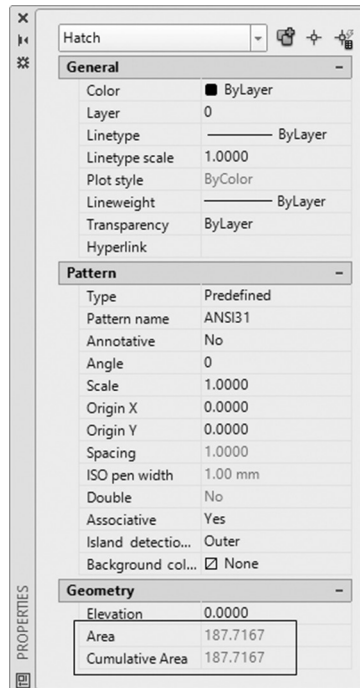 Hatch
General –
Color ByLayer
Layer 0
Linetype ByLayer
Linetype scale 1.0000
Plot style ByColor
Lineweight ByLayer
Transparency ByLayer
Hyperlink
Pattern –
Type Predefined
Pattern name ANSI31
Annotative No
Angle 0
Scale 1.0000
Origin X 0.0000
Origin Y 0.0000
Spacing 1.0000
ISO pen width 1.00 mm
Double No
Associative Yes
Island detectio... Outer
Background col... None
Geometry –
Elevation 0.0000
Area 187.7167
Cumulative Area 187.7167
PROPERTIES